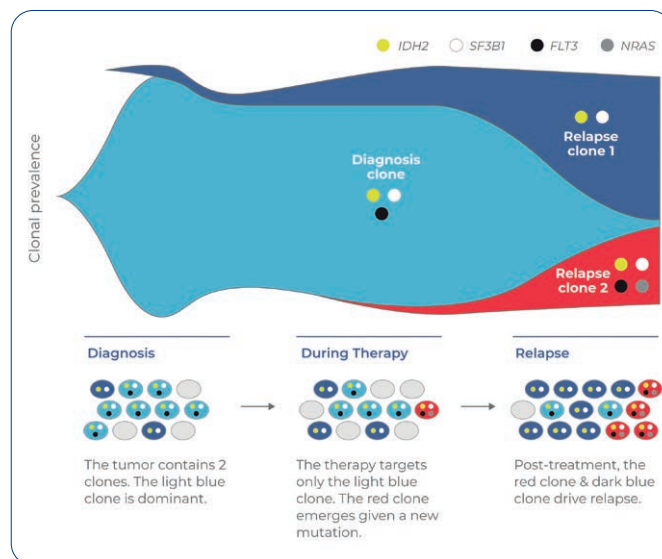 IDH2 SF3B1 FLT3 NRAS
Clonal prevalence
Relapse
clone 1
Diagnosis
clone
Relapse
clone 2
Diagnosis
The tumor contains 2
clones. The light blue
clone is dominant.
During Therapy
The therapy targets
only the light blue
clone. The red clone
emerges given a new
mutation.
Relapse
Post-treatment, the
red clone & dark blue
clone drive relapse.